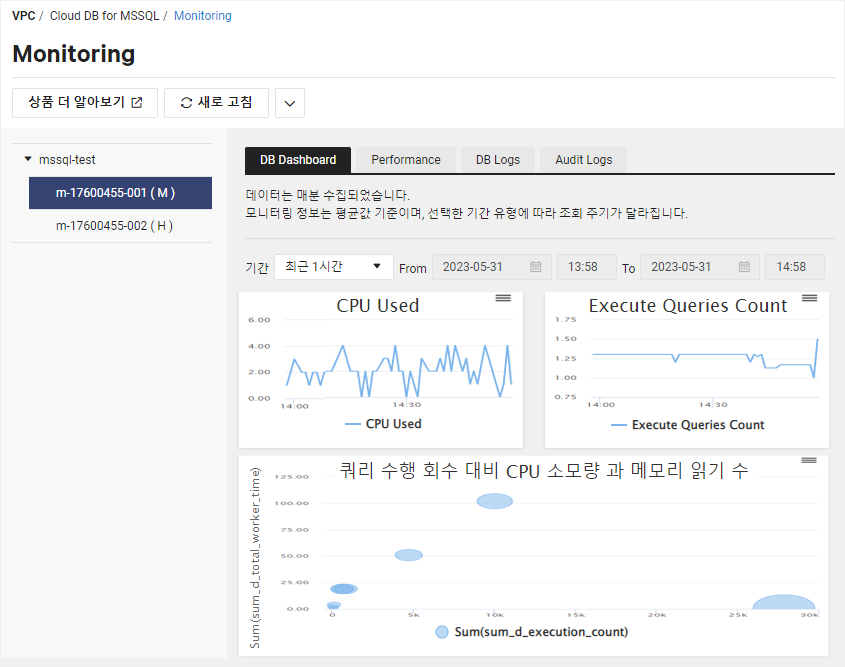 VPC / Cloud DB for MSSQL / Monitoring
Monitoring
상품 더 알아보기
새로 고침
mssql-test
m-17600455-001 ( M )
m-17600455-002 ( H )
DB Dashboard
Performance
DB Logs
Audit Logs
데이터는 매분 수집되었습니다.
모니터링 정보는 평균값 기준이며, 선택한 기간 유형에 따라 조회 주기가 달라집니다.
기간 최근 1시간 From 2023-05-31 13:58 To 2023-05-31 14:58
CPU Used
6.00
4.00
2.00
0.00
14:00 14:30
CPU Used
Execute Queries Count
1.75
1.50
1.25
1.00
0.75
14:00 14:30
Execute Queries Count
쿼리 수행 회수 대비 CPU 소모량 과 메모리 읽기 수
Sum(sum_d_total_worker_time)
125.00
100.00
75.00
50.00
25.00
0.00
0 5k 10k 15k 20k 25k 30k
Sum(sum_d_execution_count)